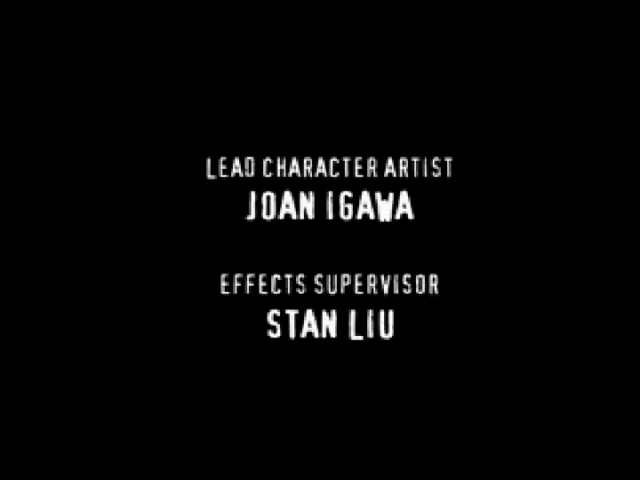 LEAD CHARACTER ARTIST
JOAN IGAWA
EFFECTS SUPERVISOR
STAN LIU